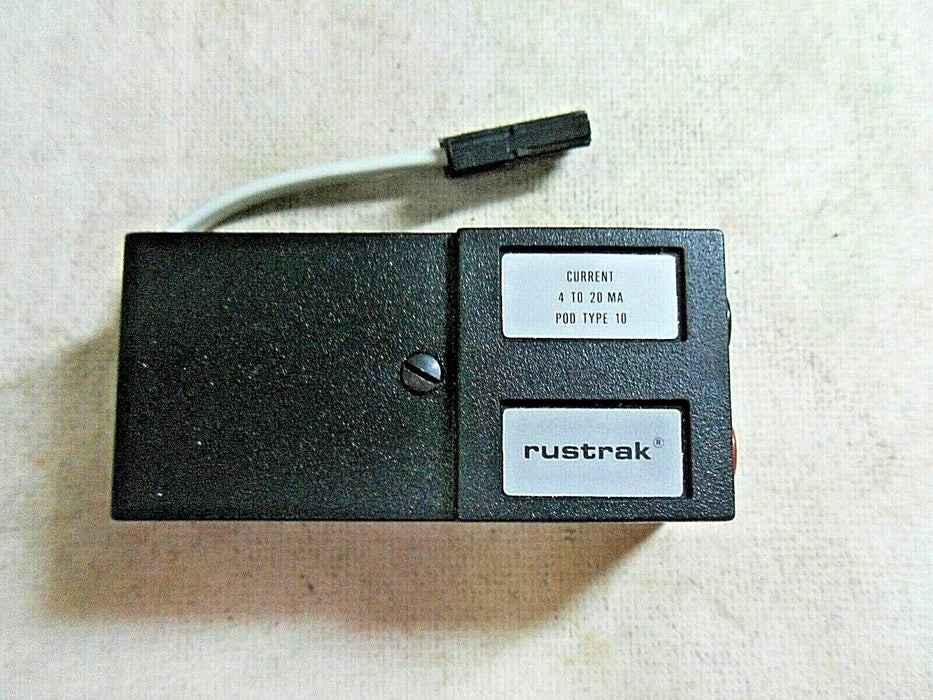 CURRENT
4 TO 20 MA
POD TYPE 10
rustrak®